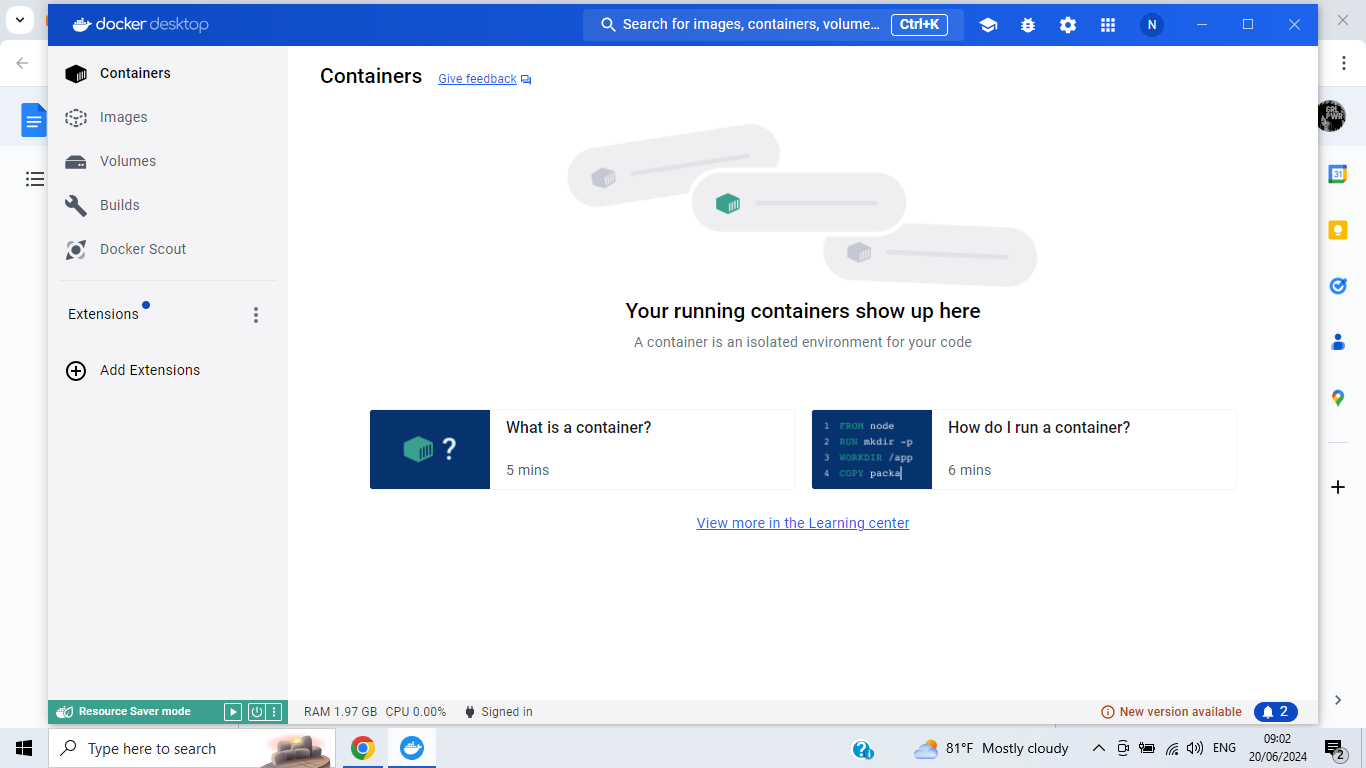 docker desktop
Search for images, containers, volume... Ctrl+K
N
Containers
Images
Volumes
Builds
Docker Scout
Extensions
Add Extensions
Containers Give feedback
Your running containers show up here
A container is an isolated environment for your code
?
What is a container?
5 mins
1 FROM node
2 RUN mkdir -p
3 WORKDIR /app
4 COPY packa
How do I run a container?
6 mins
View more in the Learning center
GRL
PWR
31
Resource Saver mode
RAM 1.97 GB CPU 0.00% Signed in
New version available 2
Type here to search
81°F Mostly cloudy
ENG
09:02
20/06/2024
2